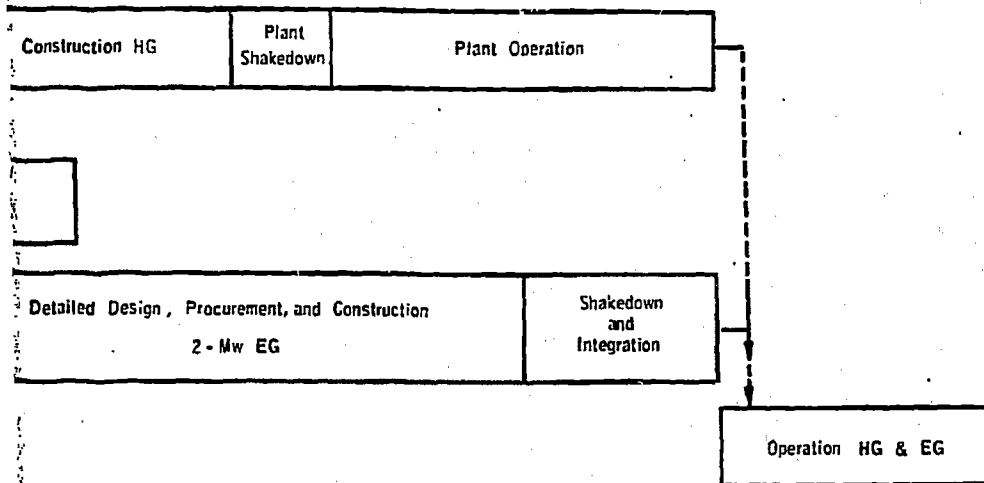 Construction HG
Plant
Shakedown
Plant Operation
Detailed Design, Procurement, and Construction
2-Mw EG
Shakedown
and
Integration
Operation HG & EG